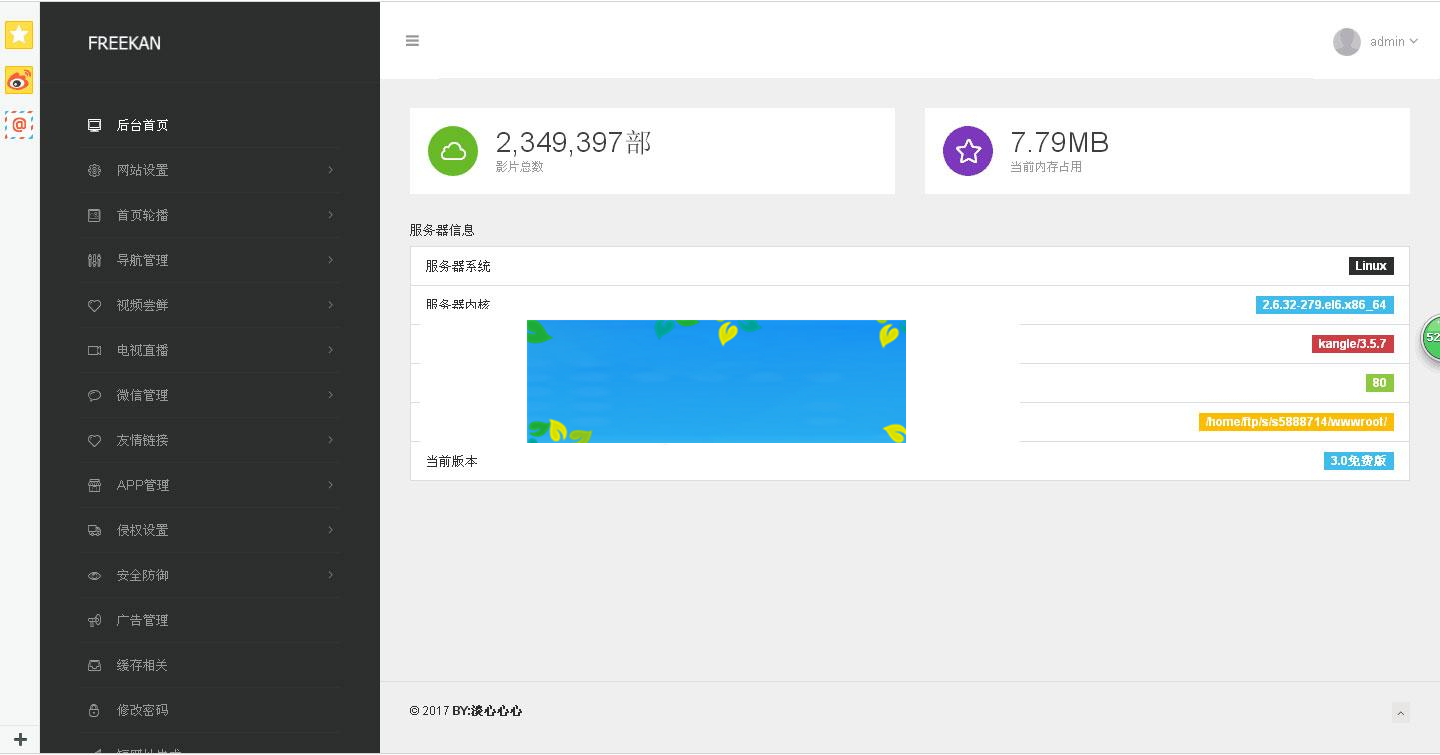 FREEKAN
admin
后台首页
网站设置
首页轮播
导航管理
视频尝鲜
电视直播
微信管理
友情链接
APP管理
侵权设置
安全防御
广告管理
缓存相关
修改密码
2,349,397部
影片总数
7.79MB
当前内存占用
服务器信息
服务器系统 Linux
服务器内核 2.6.32-279.el6.x86_64
kangle/3.5.7
80
/home/ftp/s/s5888714/wwwroot/
当前版本 3.0免费版
52
© 2017 BY:淡心心心